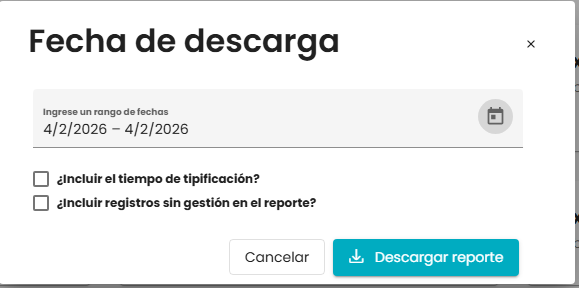 Fecha de descarga
×
Ingrese un rango de fechas
4/2/2026 – 4/2/2026
¿Incluir el tiempo de tipificación?
¿Incluir registros sin gestión en el reporte?
Cancelar
Descargar reporte